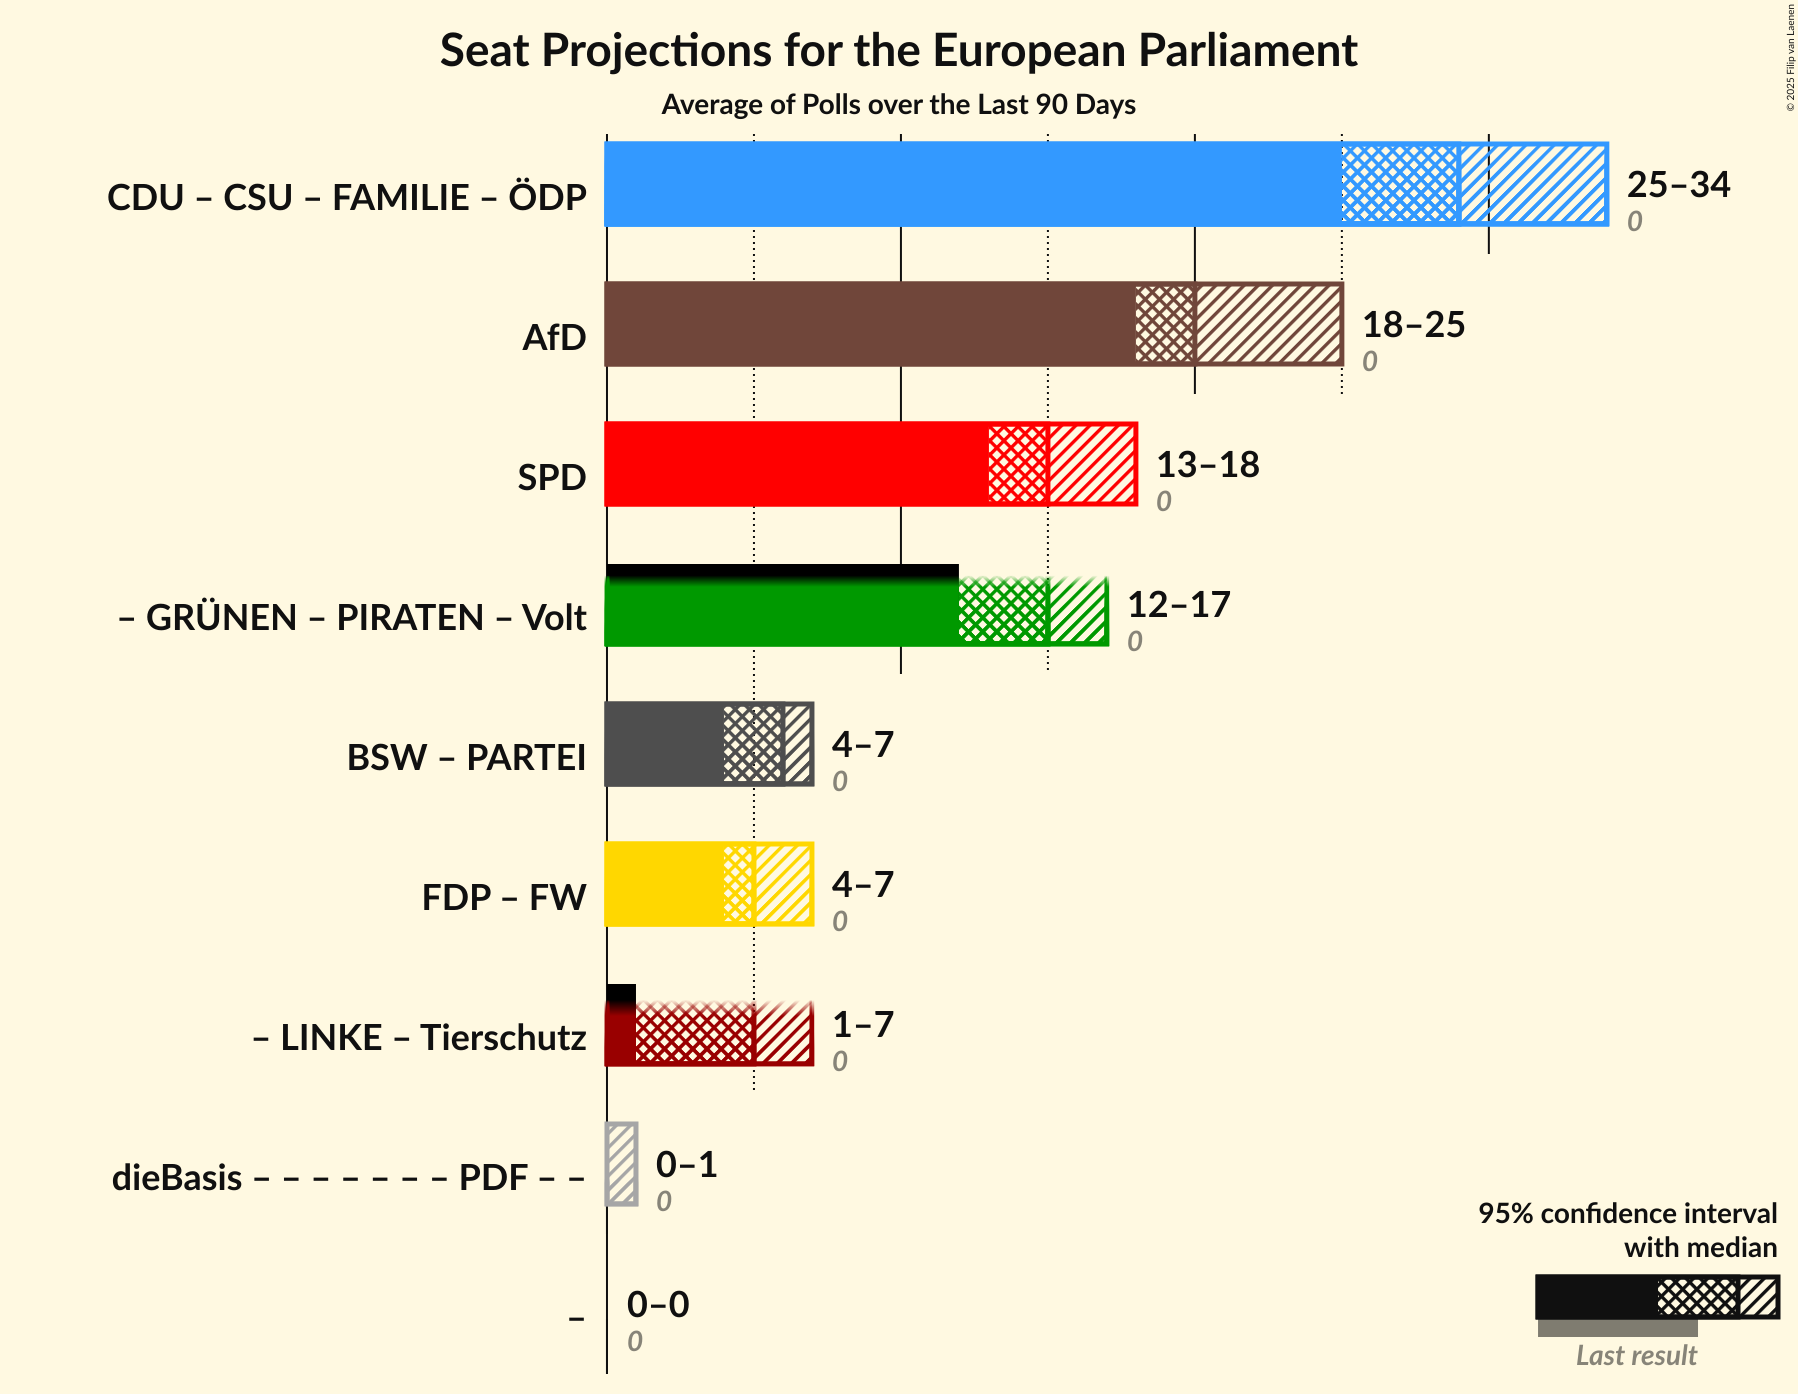 Seat Projections for the European Parliament
Average of Polls over the Last 90 Days
© 2025 Filip van Laenen
CDU – CSU – FAMILIE – ÖDP
25–34
0
AfD
18–25
0
SPD
13–18
0
– GRÜNEN – PIRATEN – Volt
12–17
0
BSW – PARTEI
4–7
0
FDP – FW
4–7
0
– LINKE – Tierschutz
1–7
0
dieBasis – – – – – – – PDF – –
0–1
0
–
0–0
0
95% confidence interval
with median
Last result